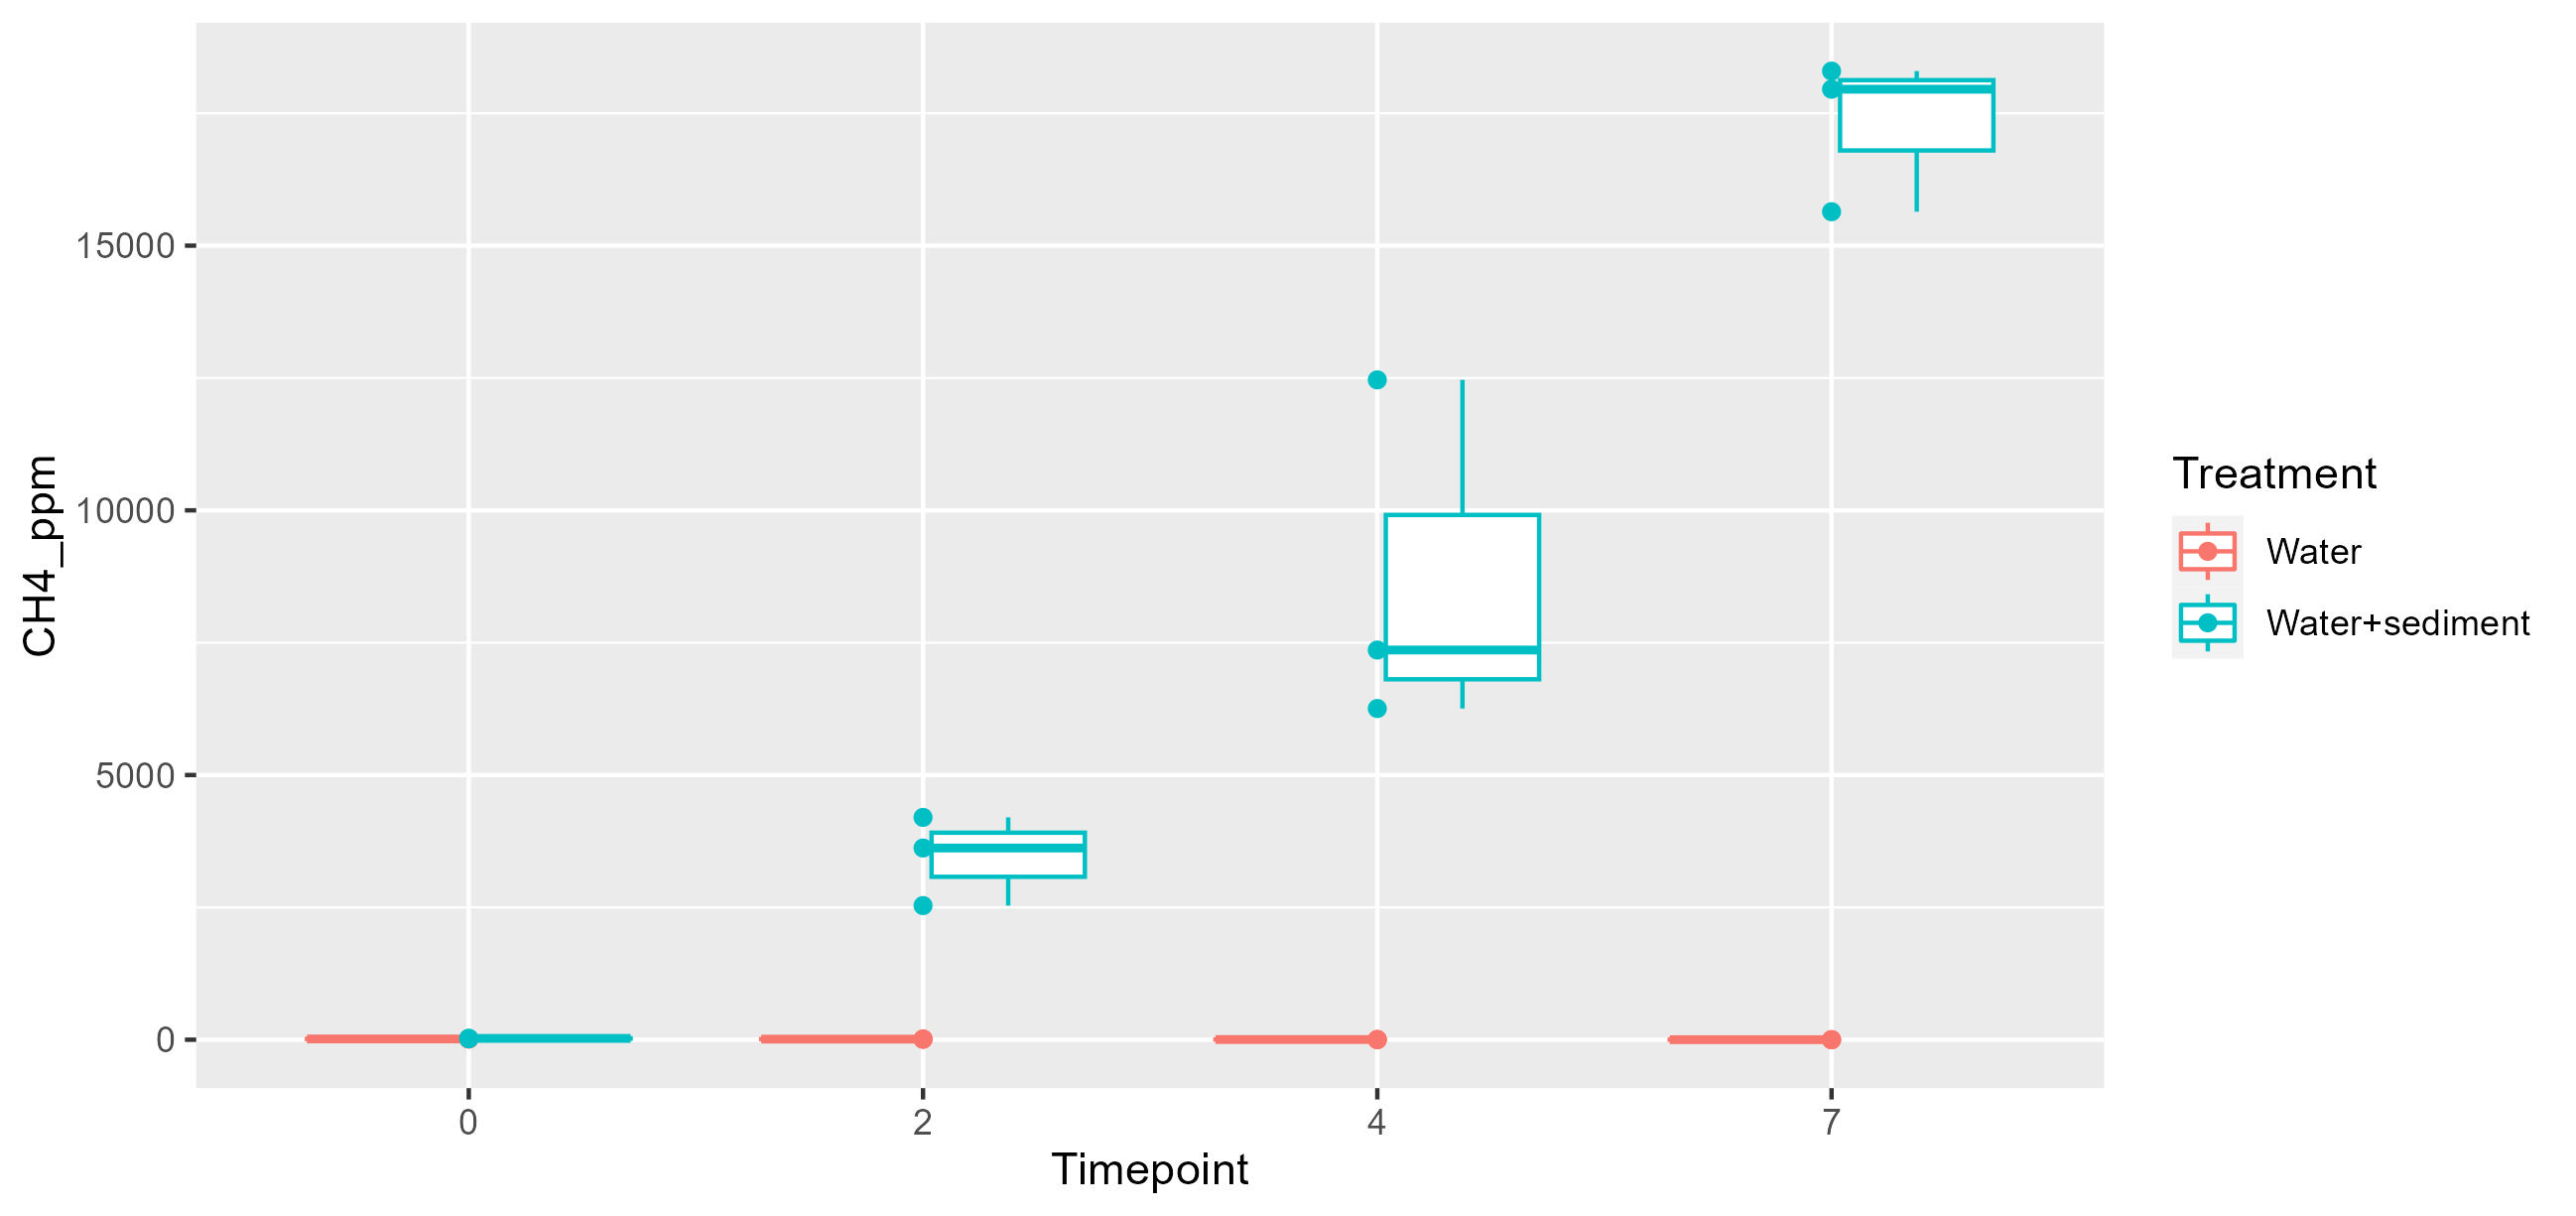 CH4_ppm
15000
10000
5000
0
0 2 4 7
Timepoint
Treatment
Water
Water+sediment